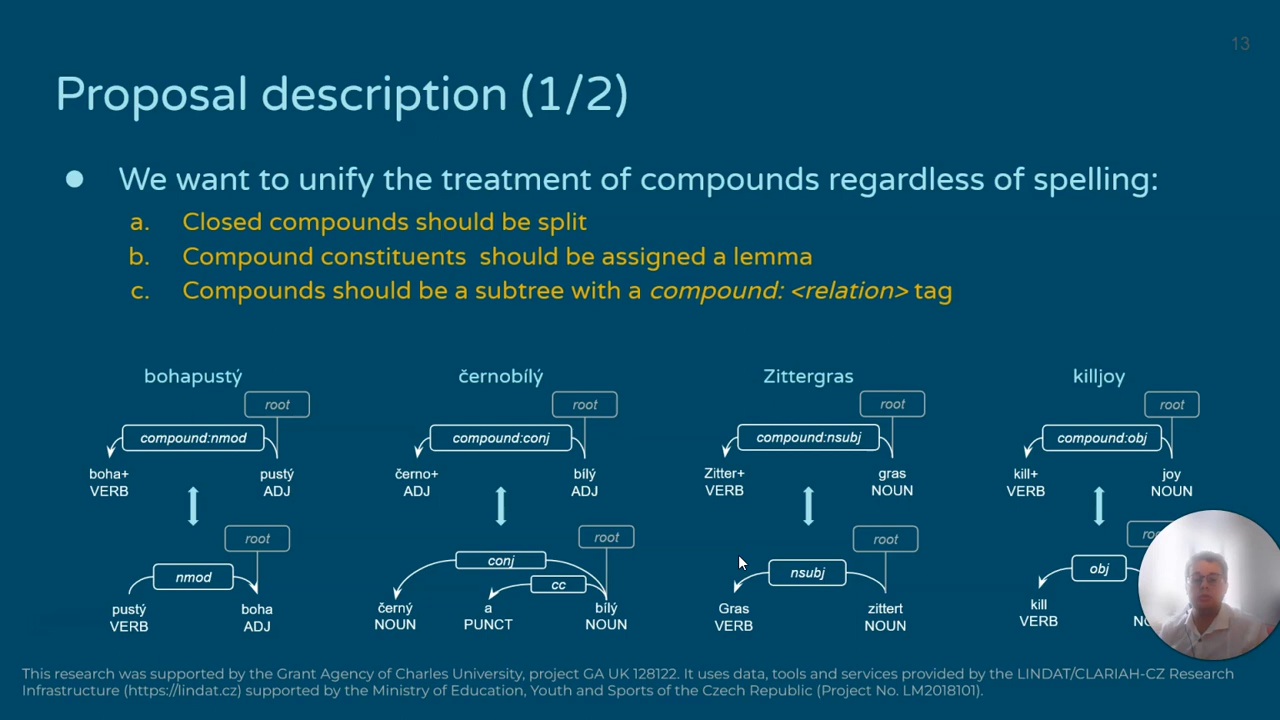 13
Proposal description (1/2)
● We want to unify the treatment of compounds regardless of spelling:
a. Closed compounds should be split
b. Compound constituents should be assigned a lemma
c. Compounds should be a subtree with a compound: <relation> tag
bohapustý černobílý Zittergras killjoy
root root root root
compound:nmod compound:conj compound:nsubj compound:obj
boha+ pustý černo+ bílý Zitter+ gras kill+ joy
VERB ADJ ADJ ADJ VERB NOUN VERB NOUN
root root root
nmod conj cc nsubj obj
pustý boha černý a bílý Gras zittert kill
VERB ADJ NOUN PUNCT NOUN VERB NOUN VERB
This research was supported by the Grant Agency of Charles University, project GA UK 128122. It uses data, tools and services provided by the LINDAT/CLARIAH-CZ Research
Infrastructure (https://lindat.cz) supported by the Ministry of Education, Youth and Sports of the Czech Republic (Project No. LM2018101).